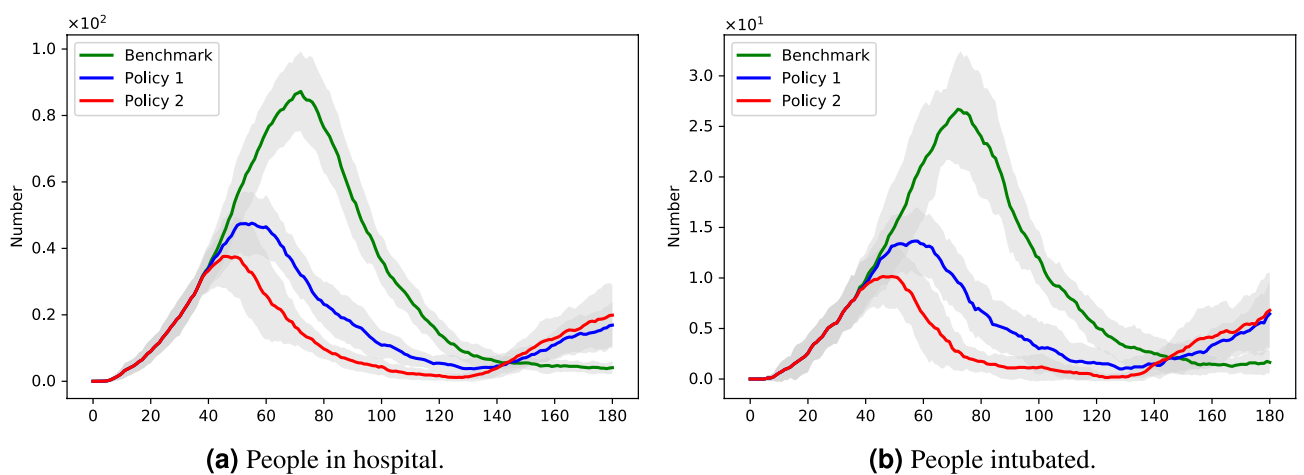 ×10²
1.0
0.8
0.6
0.4
0.2
0.0
Number
Benchmark
Policy 1
Policy 2
0 20 40 60 80 100 120 140 160 180
(a) People in hospital.
×10¹
3.0
2.5
2.0
1.5
1.0
0.5
0.0
Number
Benchmark
Policy 1
Policy 2
0 20 40 60 80 100 120 140 160 180
(b) People intubated.